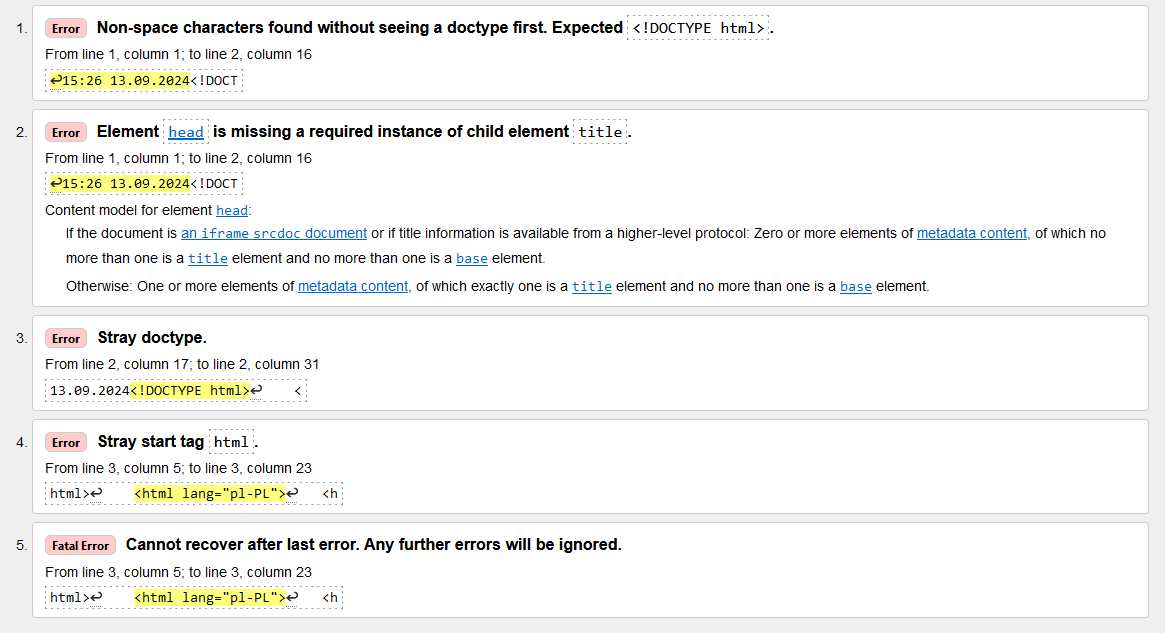 1. Error Non-space characters found without seeing a doctype first. Expected <!DOCTYPE html>.
From line 1, column 1; to line 2, column 16
↩15:26 13.09.2024<!DOCT
2. Error Element head is missing a required instance of child element title.
From line 1, column 1; to line 2, column 16
↩15:26 13.09.2024<!DOCT
Content model for element head:
If the document is an iframe srcdoc document or if title information is available from a higher-level protocol: Zero or more elements of metadata content, of which no
more than one is a title element and no more than one is a base element.
Otherwise: One or more elements of metadata content, of which exactly one is a title element and no more than one is a base element.
3. Error Stray doctype.
From line 2, column 17; to line 2, column 31
13.09.2024<!DOCTYPE html>↩    <
4. Error Stray start tag html.
From line 3, column 5; to line 3, column 23
html>↩    <html lang="pl-PL">↩   <h
5. Fatal Error Cannot recover after last error. Any further errors will be ignored.
From line 3, column 5; to line 3, column 23
html>↩    <html lang="pl-PL">↩   <h